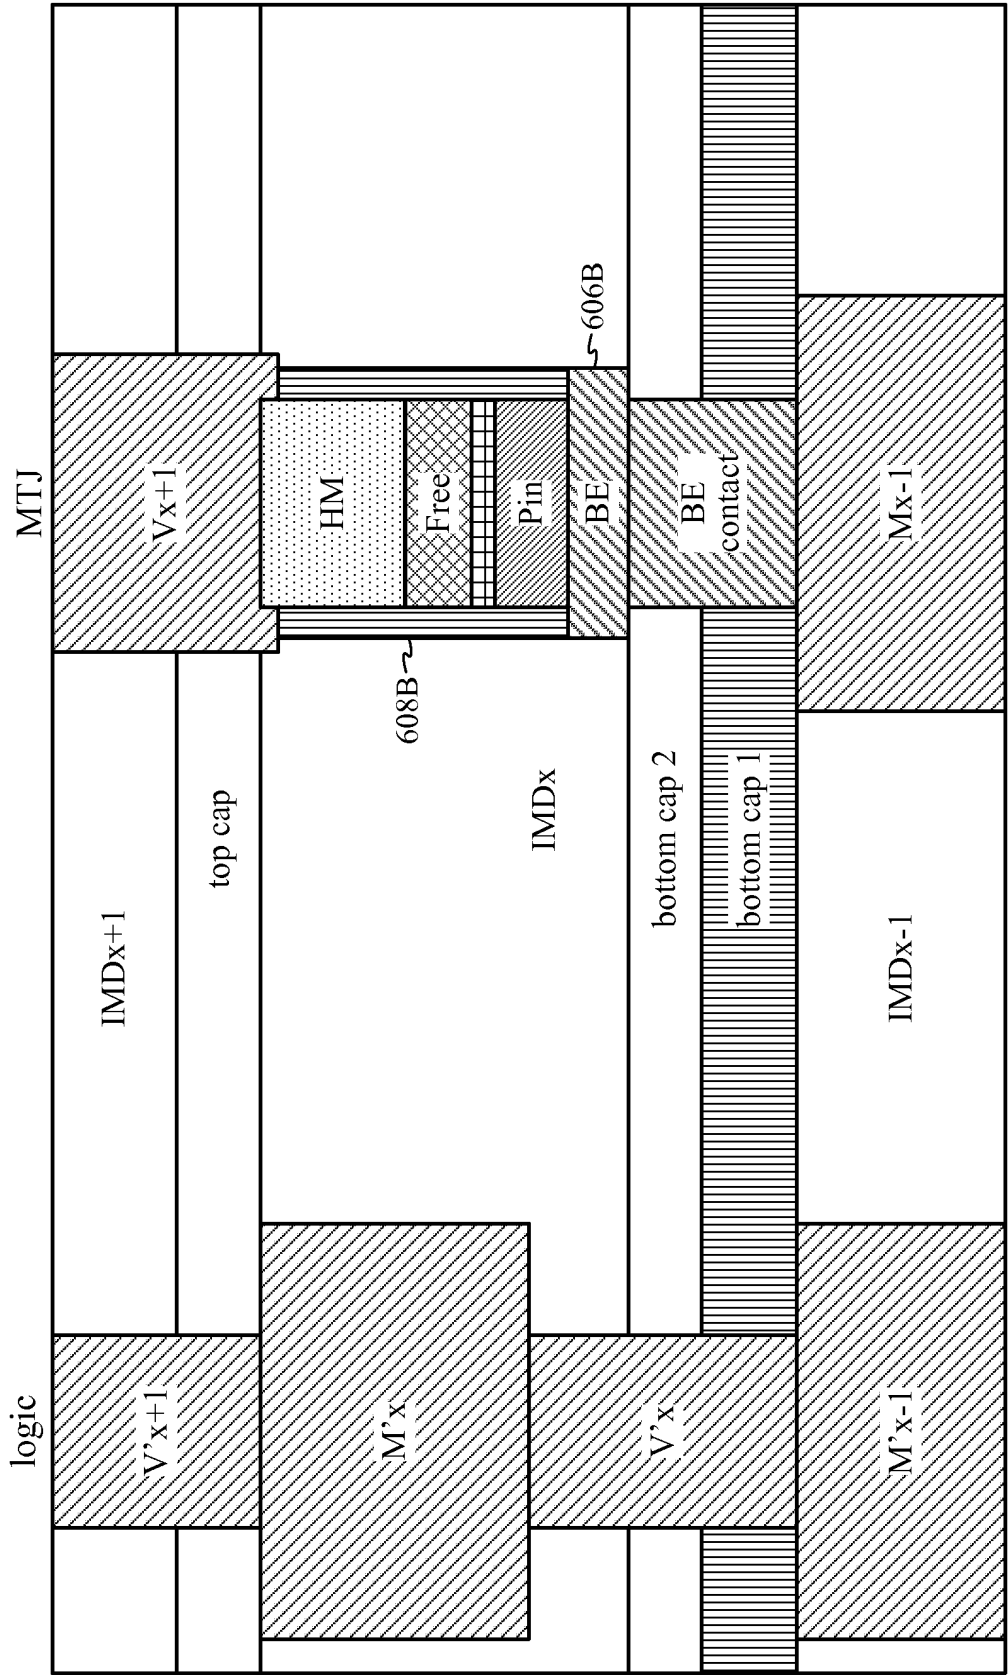 logic
MTJ
V'x+1
IMDx+1
Vx+1
top cap
M'x
608B
HM
Free
Pin
IMDx
BE
606B
V'x
bottom cap 2
BE
contact
bottom cap 1
M'x-1
IMDx-1
Mx-1